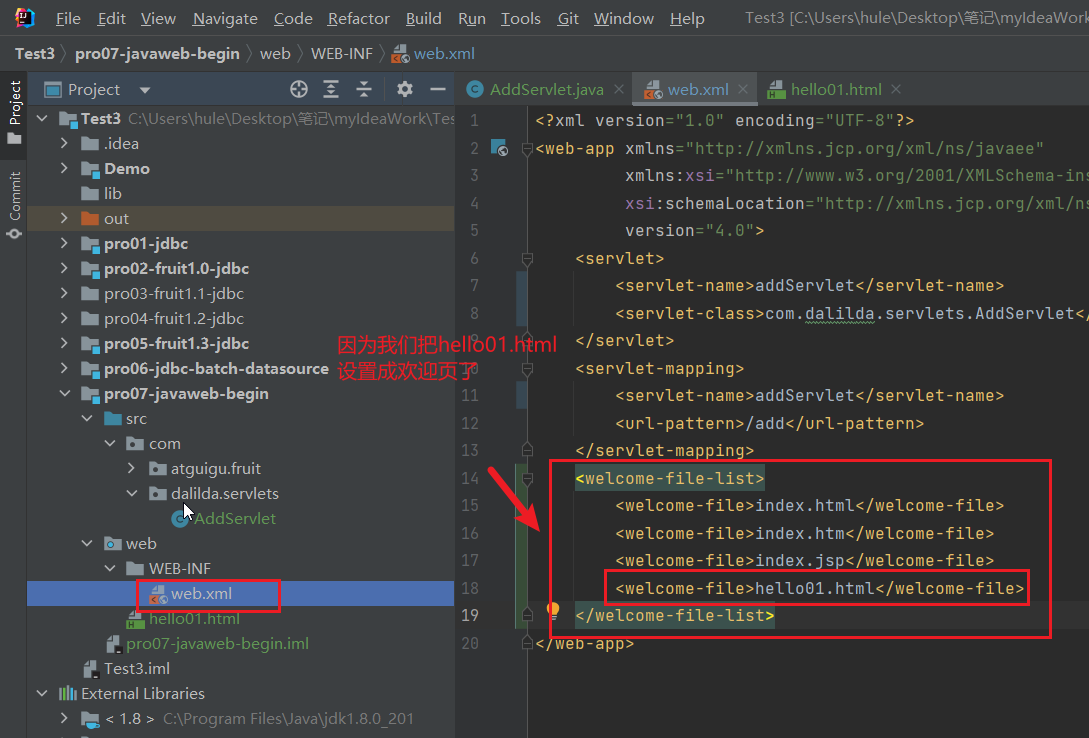 File Edit View Navigate Code Refactor Build Run Tools Git Window Help Test3 [C:\Users\hule\Desktop\笔记\myIdeaWork
Test3 pro07-javaweb-begin web WEB-INF web.xml
Project
Commit
Project
AddServlet.java web.xml hello01.html
Test3 C:\Users\hule\Desktop\笔记\myIdeaWork\Tes
.idea
Demo
lib
out
pro01-jdbc
pro02-fruit1.0-jdbc
pro03-fruit1.1-jdbc
pro04-fruit1.2-jdbc
pro05-fruit1.3-jdbc
pro06-jdbc-batch-datasource
pro07-javaweb-begin
src
com
atguigu.fruit
dalilda.servlets
AddServlet
web
WEB-INF
web.xml
hello01.html
pro07-javaweb-begin.iml
Test3.iml
External Libraries
< 1.8 > C:\Program Files\Java\jdk1.8.0_201
因为我们把hello01.html
设置成欢迎页了
1 <?xml version="1.0" encoding="UTF-8"?>
2 <web-app xmlns="http://xmlns.jcp.org/xml/ns/javaee"
3 xmlns:xsi="http://www.w3.org/2001/XMLSchema-ins
4 xsi:schemaLocation="http://xmlns.jcp.org/xml/ns
5 version="4.0">
6 <servlet>
7 <servlet-name>addServlet</servlet-name>
8 <servlet-class>com.dalilda.servlets.AddServlet</
9 </servlet>
10 <servlet-mapping>
11 <servlet-name>addServlet</servlet-name>
12 <url-pattern>/add</url-pattern>
13 </servlet-mapping>
14 <welcome-file-list>
15 <welcome-file>index.html</welcome-file>
16 <welcome-file>index.htm</welcome-file>
17 <welcome-file>index.jsp</welcome-file>
18 <welcome-file>hello01.html</welcome-file>
19 </welcome-file-list>
20 </web-app>